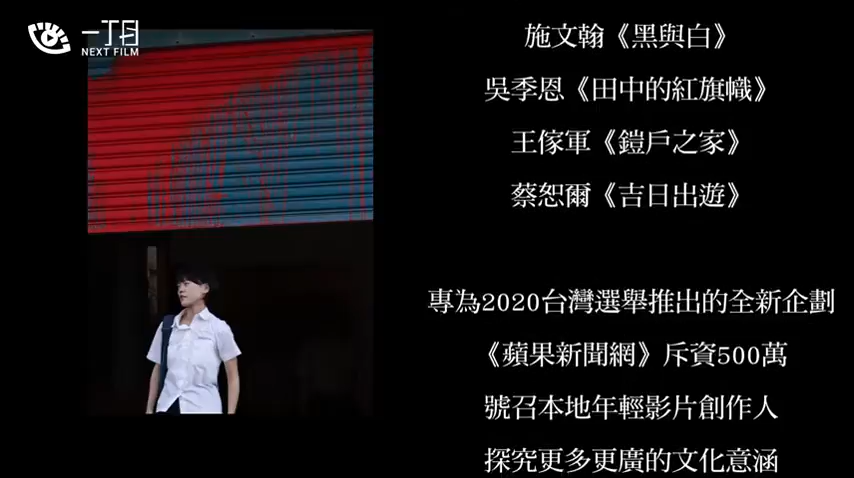 一丁目
NEXT FILM
施文翰《黑與白》
吳季恩《田中的紅旗幟》
王傢軍《鎧戶之家》
蔡恕爾《吉日出遊》
專為2020台灣選舉推出的全新企劃
《蘋果新聞網》斥資500萬
號召本地年輕影片創作人
探究更多更廣的文化意涵